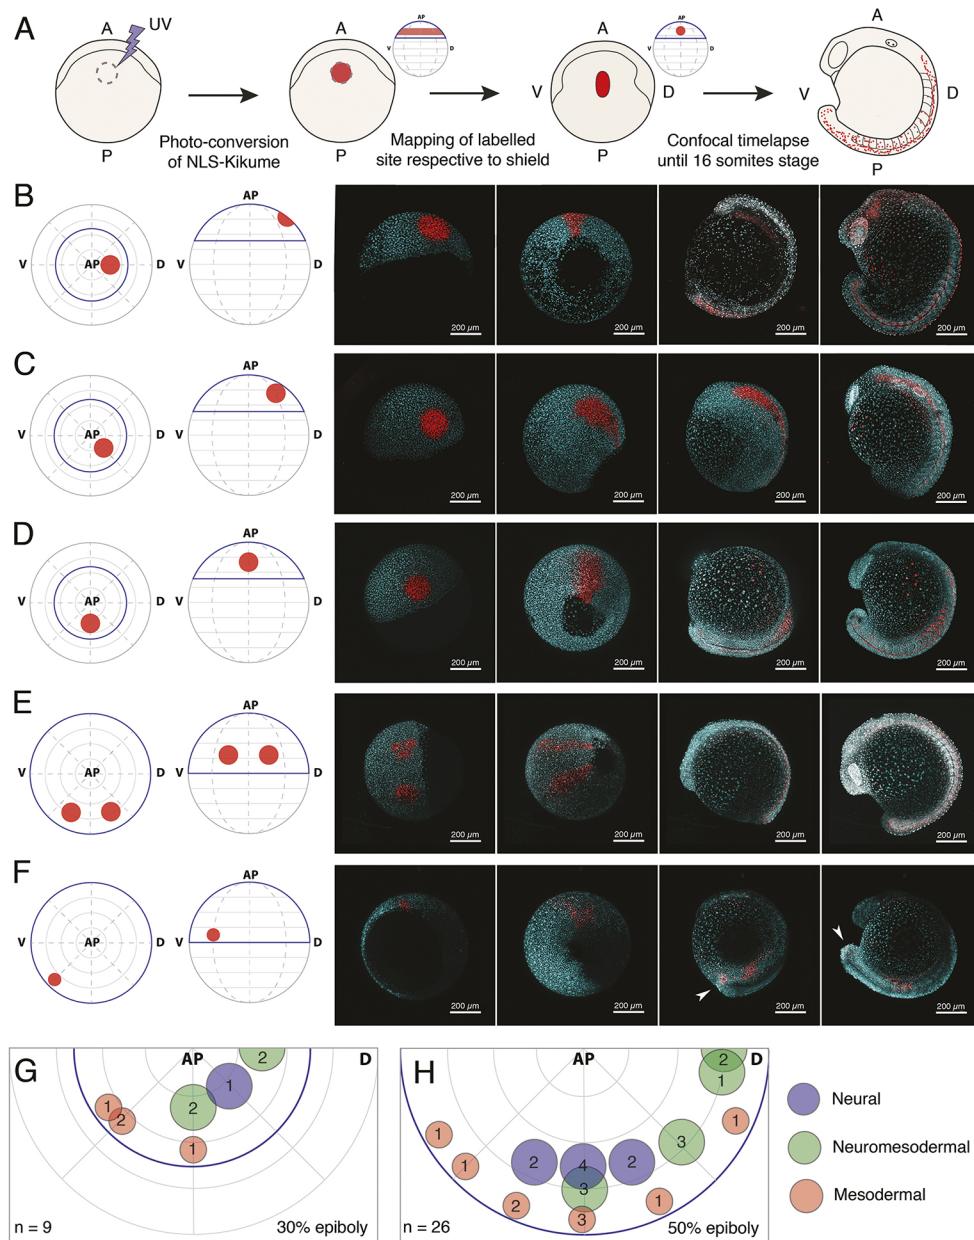 A
UV
A
P
Photo-conversion
of NLS-Kikume
A
P
AP
V
D
Mapping of labelled
site respective to shield
A
V
D
P
AP
V
D
Confocal timelapse
until 16 somites stage
A
V
D
P
B
V
AP
D
AP
V
D
200 µm
200 µm
200 µm
200 µm
C
V
AP
D
AP
V
D
200 µm
200 µm
200 µm
200 µm
D
V
AP
D
AP
V
D
200 µm
200 µm
200 µm
200 µm
E
V
AP
D
AP
V
D
200 µm
200 µm
200 µm
200 µm
F
V
AP
D
AP
V
D
200 µm
200 µm
200 µm
200 µm
G
AP
D
2
1
2
1
2
1
n = 9
30% epiboly
H
AP
D
2
1
1
3
1
1
2
4
2
3
2
3
1
n = 26
50% epiboly
Neural
Neuromesodermal
Mesodermal